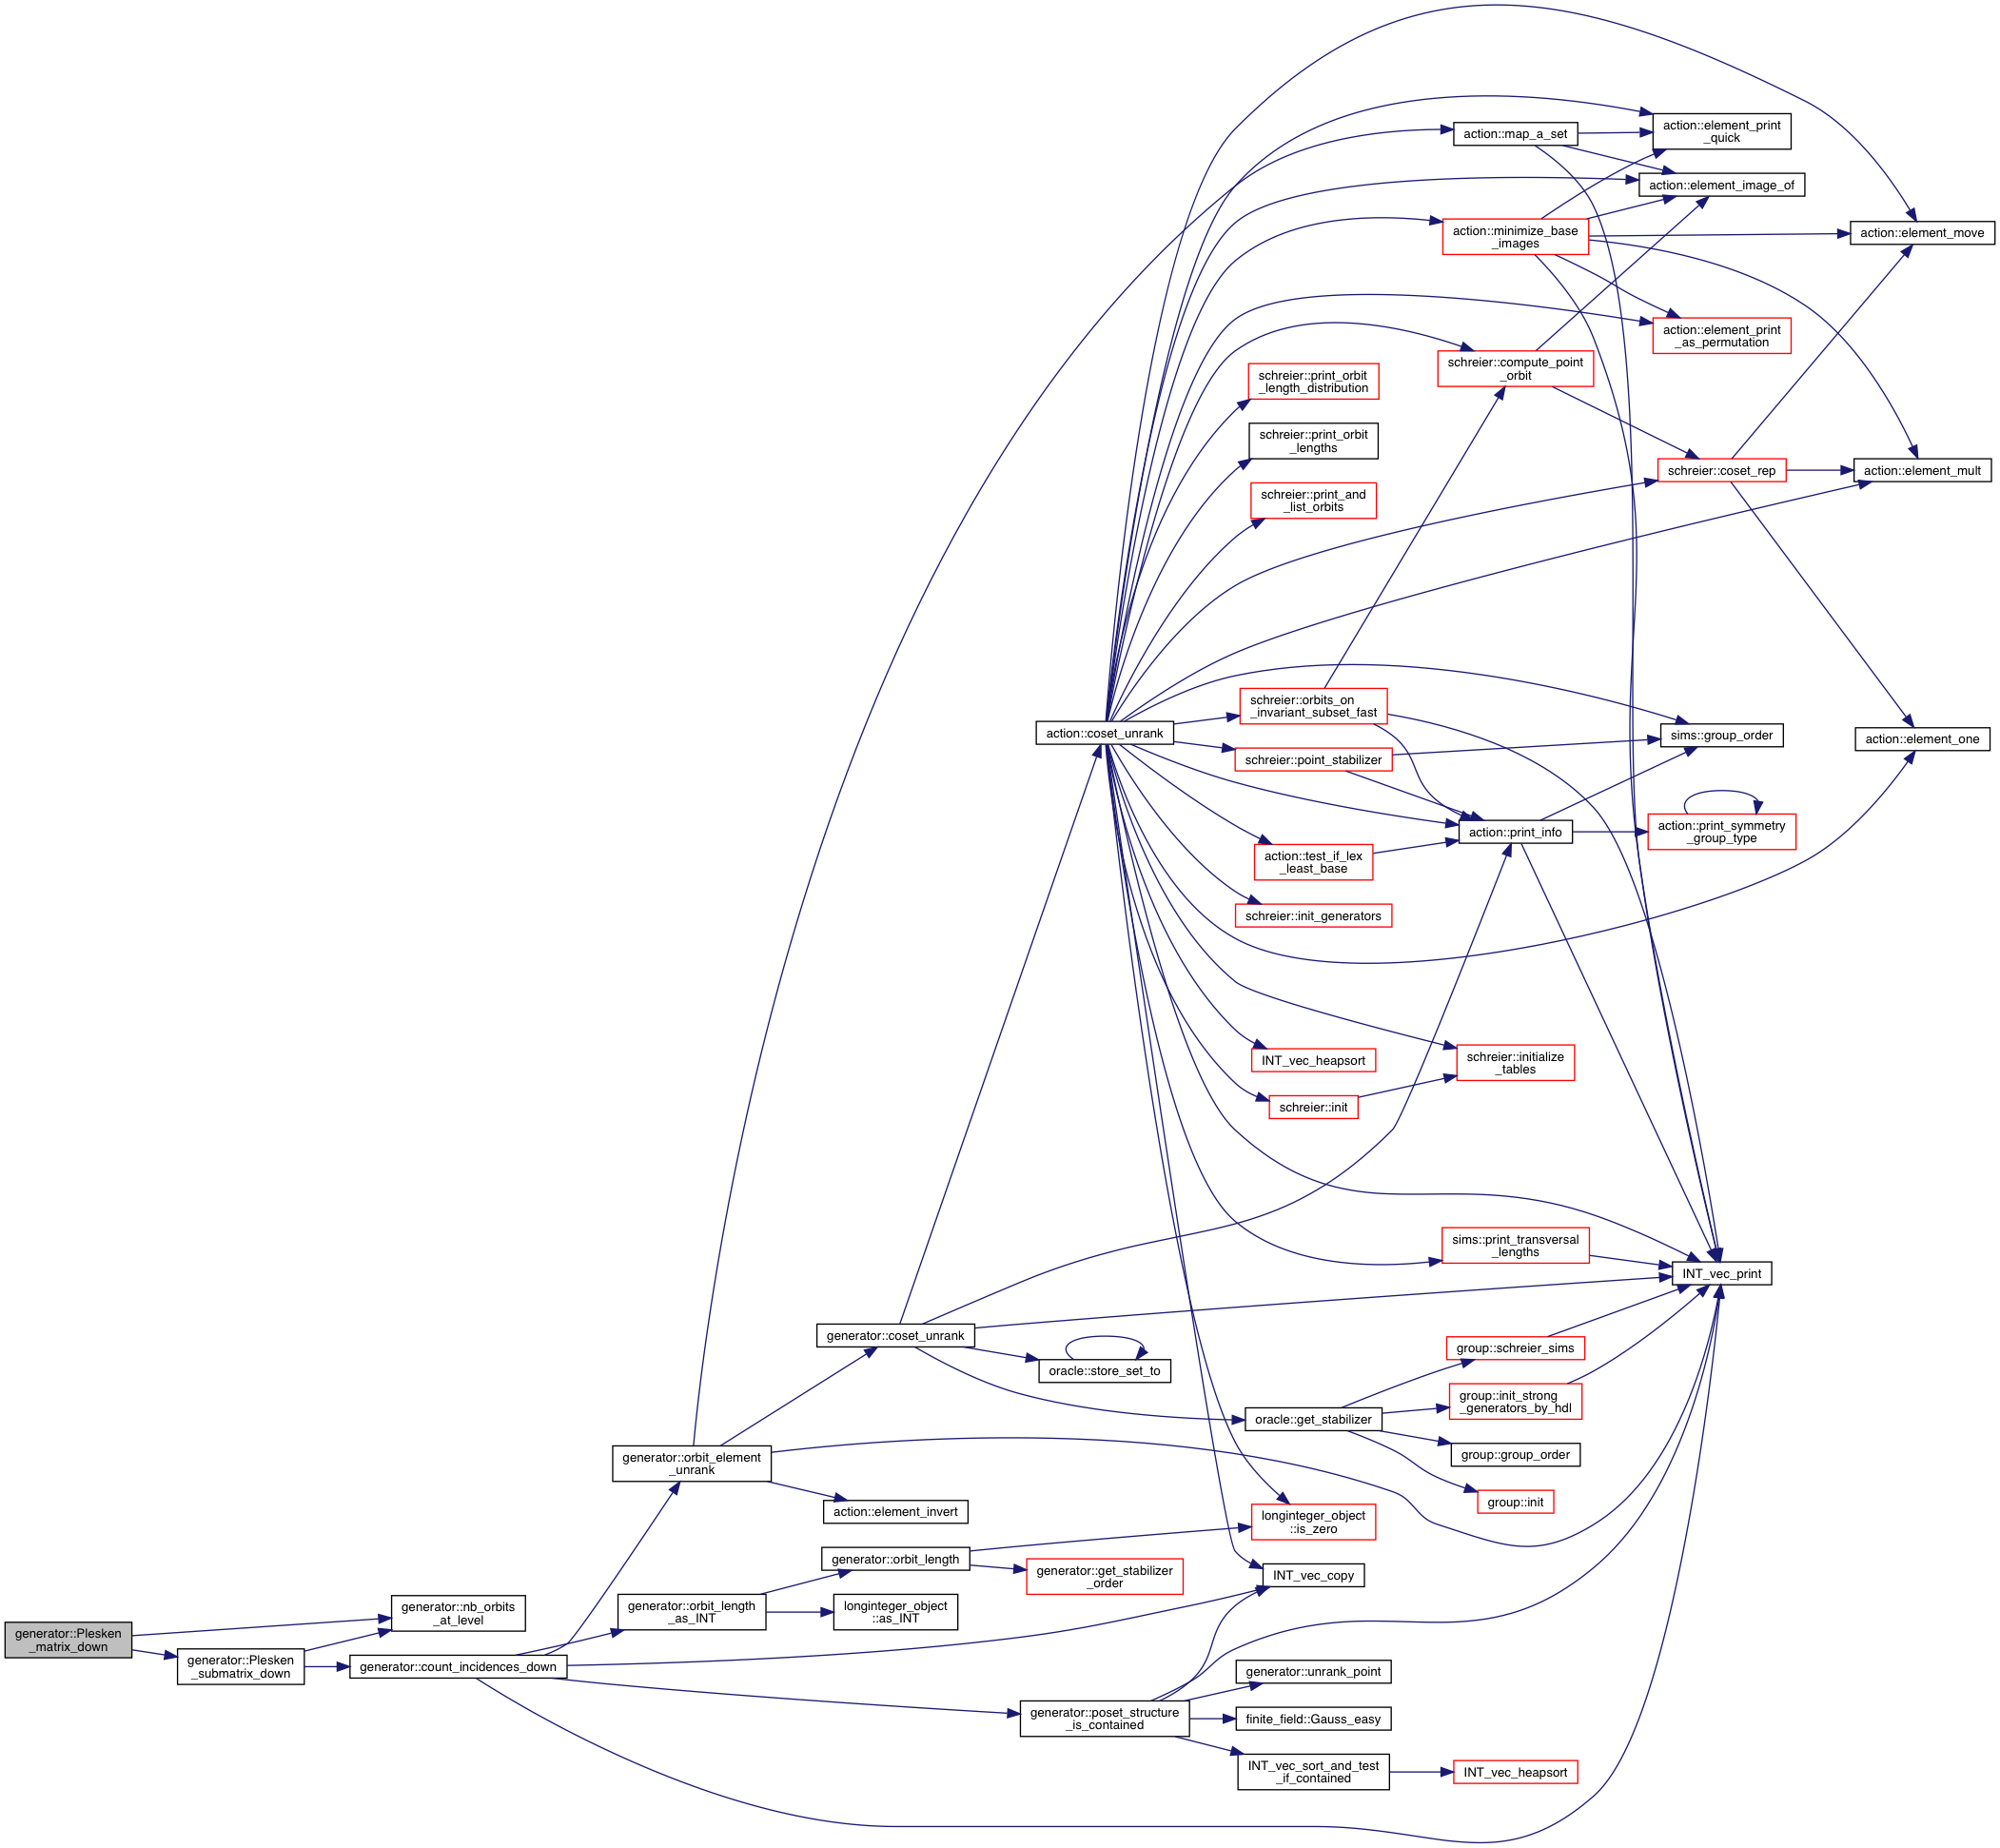 generator::Plesken
_matrix_down
generator::nb_orbits
_at_level
generator::Plesken
_submatrix_down
generator::count_incidences_down
generator::orbit_element
_unrank
generator::orbit_length
_as_INT
generator::coset_unrank
action::element_invert
generator::orbit_length
longinteger_object
::as_INT
action::coset_unrank
oracle::store_set_to
generator::get_stabilizer
_order
generator::poset_structure
_is_contained
schreier::print_orbit
_length_distribution
schreier::print_orbit
_lengths
schreier::print_and
_list_orbits
schreier::orbits_on
_invariant_subset_fast
schreier::point_stabilizer
action::test_if_lex
_least_base
schreier::init_generators
INT_vec_heapsort
schreier::init
oracle::get_stabilizer
longinteger_object
::is_zero
INT_vec_copy
generator::unrank_point
finite_field::Gauss_easy
INT_vec_sort_and_test
_if_contained
action::map_a_set
action::minimize_base
_images
schreier::compute_point
_orbit
action::print_info
schreier::initialize
_tables
sims::print_transversal
_lengths
group::schreier_sims
group::init_strong
_generators_by_hdl
group::group_order
group::init
INT_vec_heapsort
action::element_print
_quick
action::element_image_of
action::element_print
_as_permutation
schreier::coset_rep
sims::group_order
action::print_symmetry
_group_type
INT_vec_print
action::element_move
action::element_mult
action::element_one